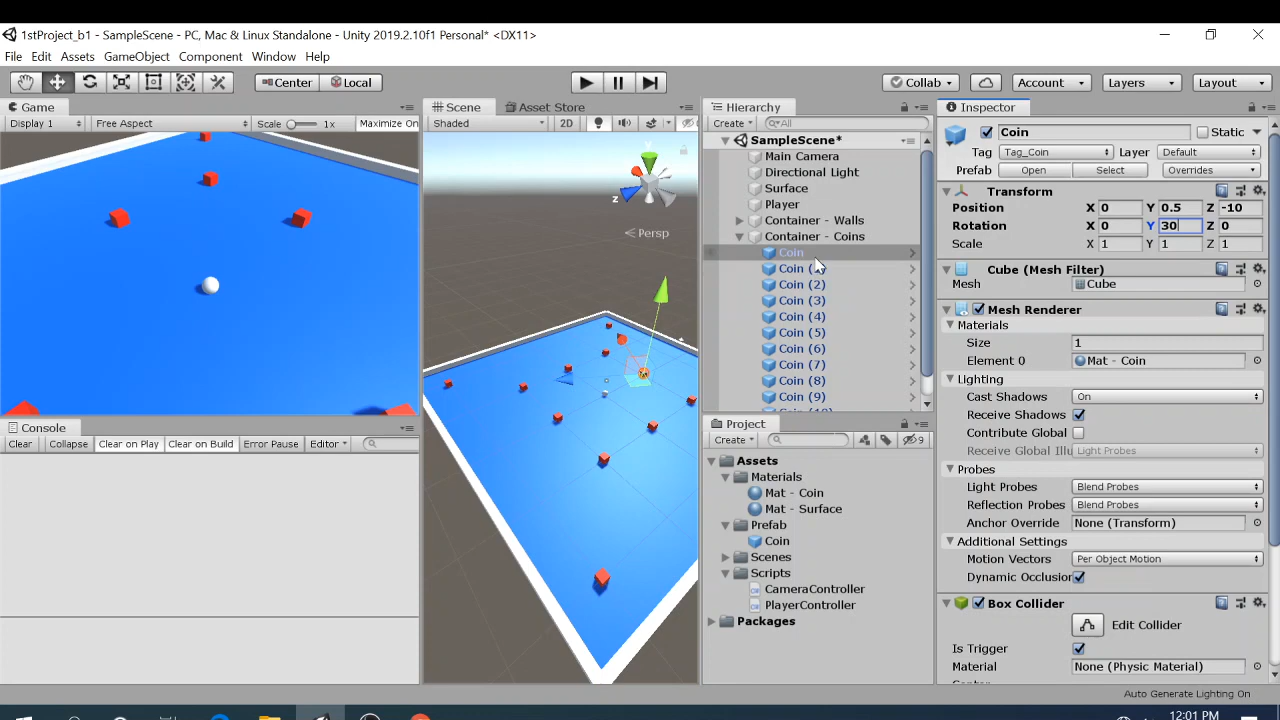 1stProject_b1 - SampleScene - PC, Mac & Linux Standalone - Unity 2019.2.10f1 Personal* <DX11>
File Edit Assets GameObject Component Window Help
Center Local Collab Account Layers Layout
Game
Display 1 Free Aspect Scale 1x Maximize On
Scene Asset Store
Shaded 2D
Persp
y
z
Hierarchy
Create All
SampleScene*
Main Camera
Directional Light
Surface
Player
Container - Walls
Container - Coins
Coin
Coin (
Coin (2)
Coin (3)
Coin (4)
Coin (5)
Coin (6)
Coin (7)
Coin (8)
Coin (9)
Console
Clear Collapse Clear on Play Clear on Build Error Pause Editor
Project
Create 9
Assets
Materials
Mat - Coin
Mat - Surface
Prefab
Coin
Scenes
Scripts
CameraController
PlayerController
Packages
Inspector
Coin Static
Tag Tag_Coin Layer Default
Prefab Open Select Overrides
Transform
Position X 0 Y 0.5 Z -10
Rotation X 0 Y 30 Z 0
Scale X 1 Y 1 Z 1
Cube (Mesh Filter)
Mesh Cube
Mesh Renderer
Materials
Size 1
Element 0 Mat - Coin
Lighting
Cast Shadows On
Receive Shadows
Contribute Global
Receive Global Illu Light Probes
Probes
Light Probes Blend Probes
Reflection Probes Blend Probes
Anchor Override None (Transform)
Additional Settings
Motion Vectors Per Object Motion
Dynamic Occlusion
Box Collider
Edit Collider
Is Trigger
Material None (Physic Material)
Auto Generate Lighting On
12:01 PM